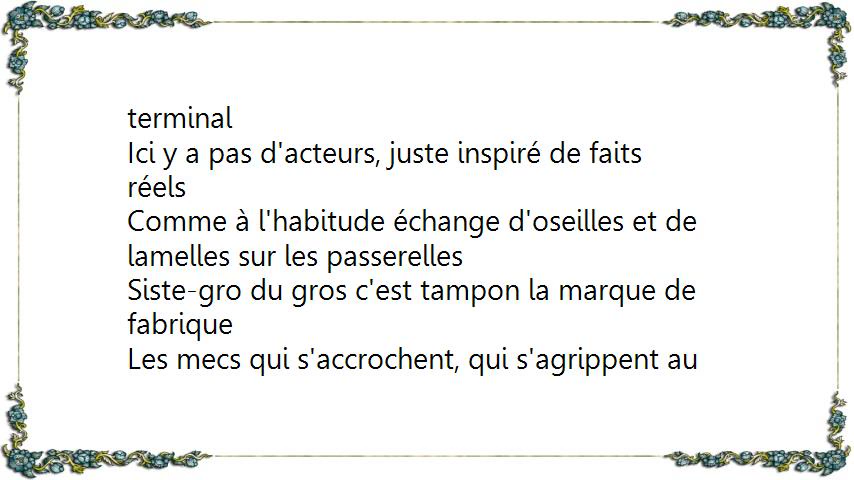 terminal
Ici y a pas d'acteurs, juste inspiré de faits
réels
Comme à l'habitude échange d'oseilles et de
lamelles sur les passerelles
Siste-gro du gros c'est tampon la marque de
fabrique
Les mecs qui s'accrochent, qui s'agrippent au